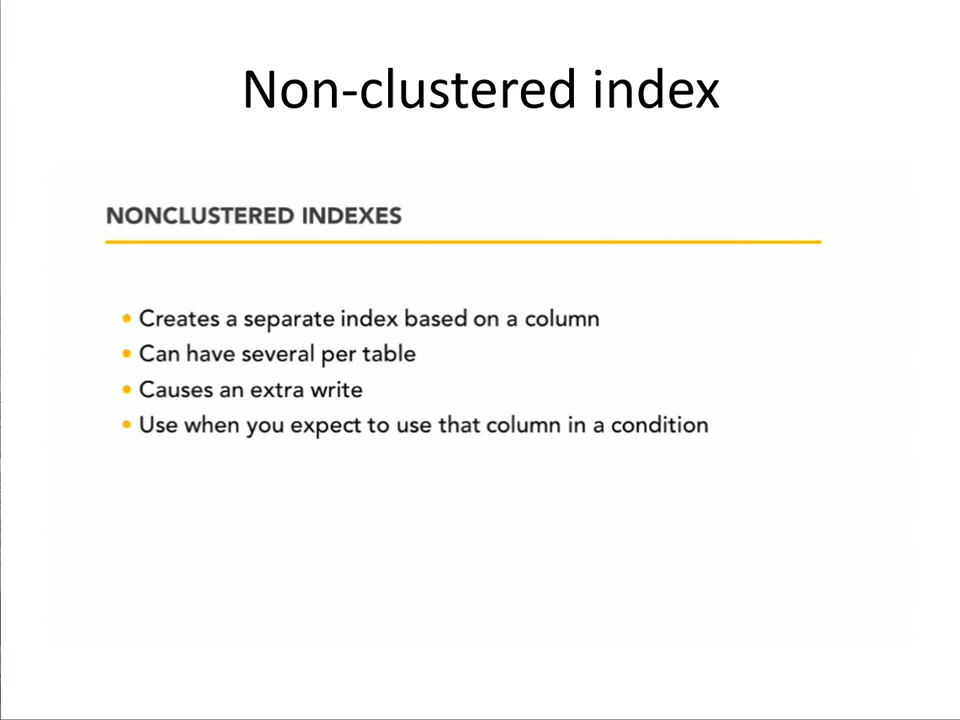 Non-clustered index
NONCLUSTERED INDEXES
• Creates a separate index based on a column
• Can have several per table
• Causes an extra write
• Use when you expect to use that column in a condition